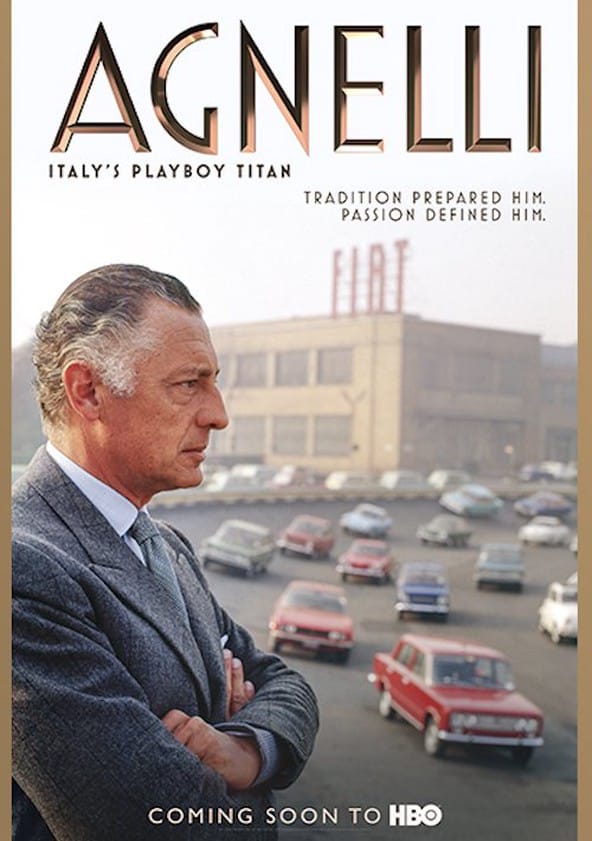 AGNELLI
ITALY'S PLAYBOY TITAN
TRADITION PREPARED HIM.
PASSION DEFINED HIM.
FIAT
COMING SOON TO HBO